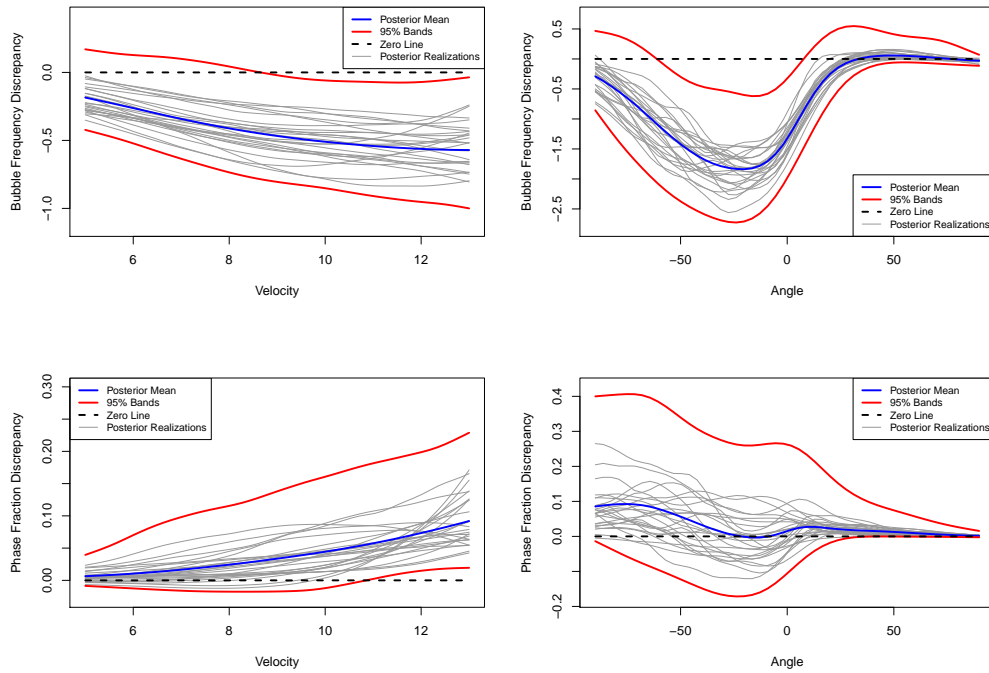 Bubble Frequency Discrepancy
0.0
−0.5
−1.0
Posterior Mean
95% Bands
Zero Line
Posterior Realizations
6
8
10
12
Velocity
Bubble Frequency Discrepancy
0.5
−0.5
−1.5
−2.5
Posterior Mean
95% Bands
Zero Line
Posterior Realizations
−50
0
50
Angle
Phase Fraction Discrepancy
0.30
0.20
0.10
0.00
Posterior Mean
95% Bands
Zero Line
Posterior Realizations
6
8
10
12
Velocity
Phase Fraction Discrepancy
0.4
0.3
0.2
0.1
0.0
−0.2
Posterior Mean
95% Bands
Zero Line
Posterior Realizations
−50
0
50
Angle